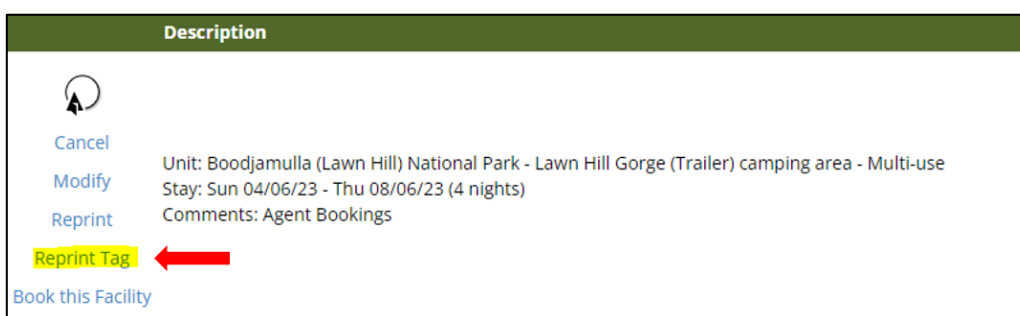 Description
Cancel
Modify
Reprint
Reprint Tag
Book this Facility
Unit: Boodjamulla (Lawn Hill) National Park - Lawn Hill Gorge (Trailer) camping area - Multi-use
Stay: Sun 04/06/23 - Thu 08/06/23 (4 nights)
Comments: Agent Bookings